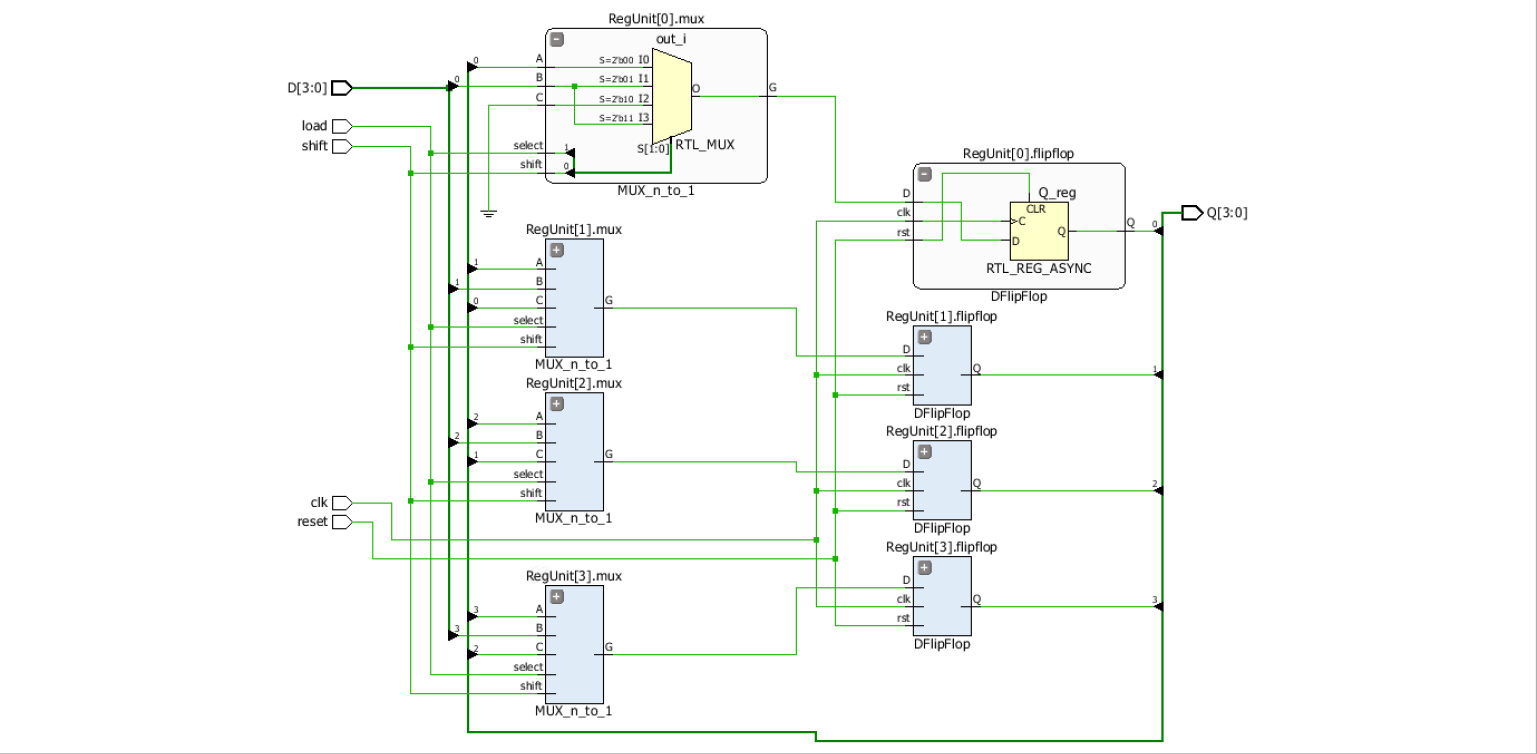 RegUnit[0].mux
out_i
0
A
S=2'b00 I0
D[3:0]
0
B
S=2'b01 I1
O
G
C
S=2'b10 I2
S=2'b11 I3
load
shift
select
1
S[1:0]
RTL_MUX
shift
0
MUX_n_to_1
RegUnit[0].flipflop
D
clk
rst
Q_reg
CLR
C
D
Q
Q
0
Q[3:0]
RTL_REG_ASYNC
DFlipFlop
RegUnit[1].mux
1
A
1
B
0
C
G
select
shift
MUX_n_to_1
RegUnit[1].flipflop
D
clk
Q
1
rst
DFlipFlop
RegUnit[2].mux
2
A
2
B
1
C
G
select
shift
MUX_n_to_1
RegUnit[2].flipflop
D
clk
Q
2
rst
DFlipFlop
clk
reset
RegUnit[3].flipflop
D
clk
Q
3
rst
DFlipFlop
RegUnit[3].mux
3
A
3
B
2
C
G
select
shift
MUX_n_to_1